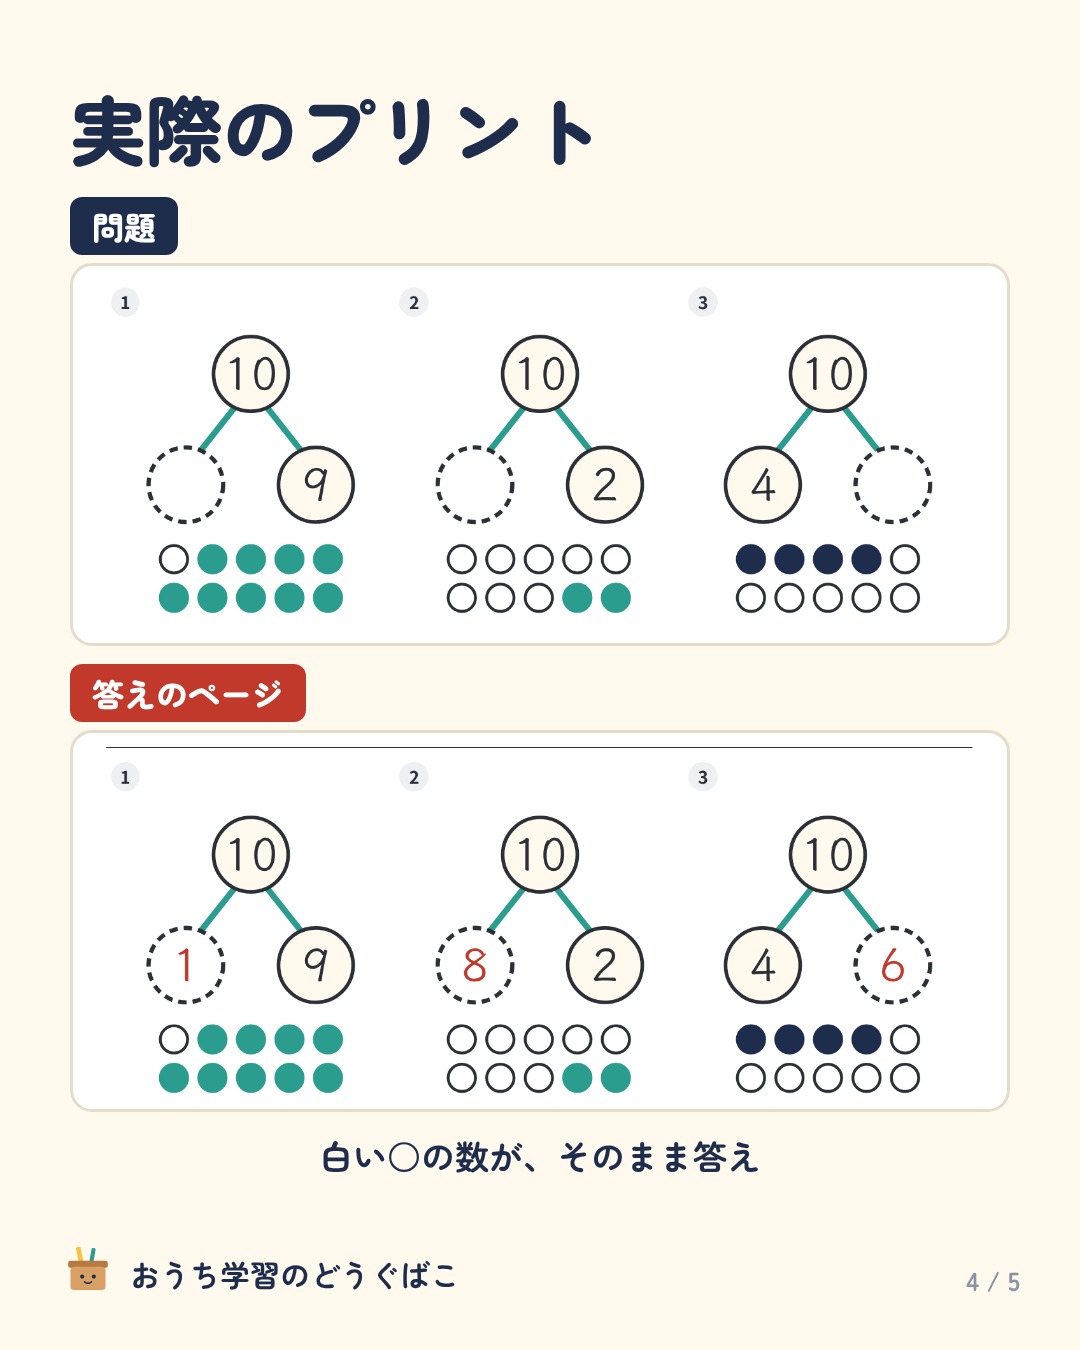 実際のプリント
問題
1 2 3
10 10 10
9 2 4
答えのページ
1 2 3
10 10 10
1 9 8 2 4 6
白い○の数が、そのまま答え
おうち学習のどうぐばこ
4 / 5